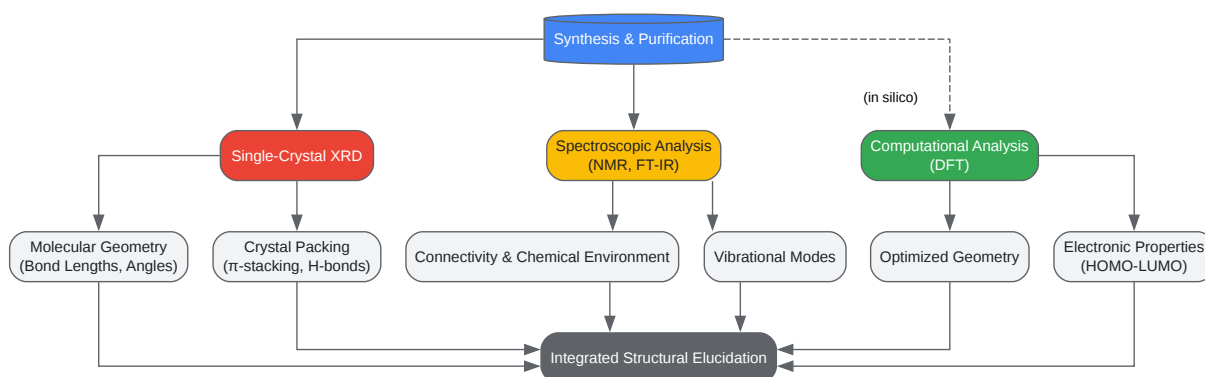 Synthesis & Purification
(in silico)
Single-Crystal XRD
Spectroscopic Analysis
(NMR, FT-IR)
Computational Analysis
(DFT)
Molecular Geometry
(Bond Lengths, Angles)
Crystal Packing
(π-stacking, H-bonds)
Connectivity & Chemical Environment
Vibrational Modes
Optimized Geometry
Electronic Properties
(HOMO-LUMO)
Integrated Structural Elucidation